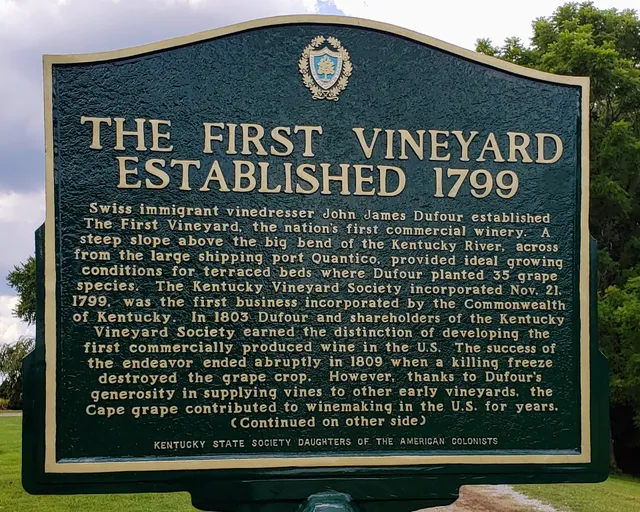 THE FIRST VINEYARD
ESTABLISHED 1799
Swiss immigrant vinedresser John James Dufour established
The First Vineyard, the nation's first commercial winery. A
steep slope above the big bend of the Kentucky River, across
from the large shipping port Quantico, provided ideal growing
conditions for terraced beds where Dufour planted 35 grape
species. The Kentucky Vineyard Society incorporated Nov. 21,
1799, was the first business incorporated by the Commonwealth
of Kentucky. In 1803 Dufour and shareholders of the Kentucky
Vineyard Society earned the distinction of developing the
first commercially produced wine in the U.S. The success of
the endeavor ended abruptly in 1809 when a killing freeze
destroyed the grape crop. However, thanks to Dufour's
generosity in supplying vines to other early vineyards, the
Cape grape contributed to winemaking in the U.S. for years.
(Continued on other side)
KENTUCKY STATE SOCIETY DAUGHTERS OF THE AMERICAN COLONISTS